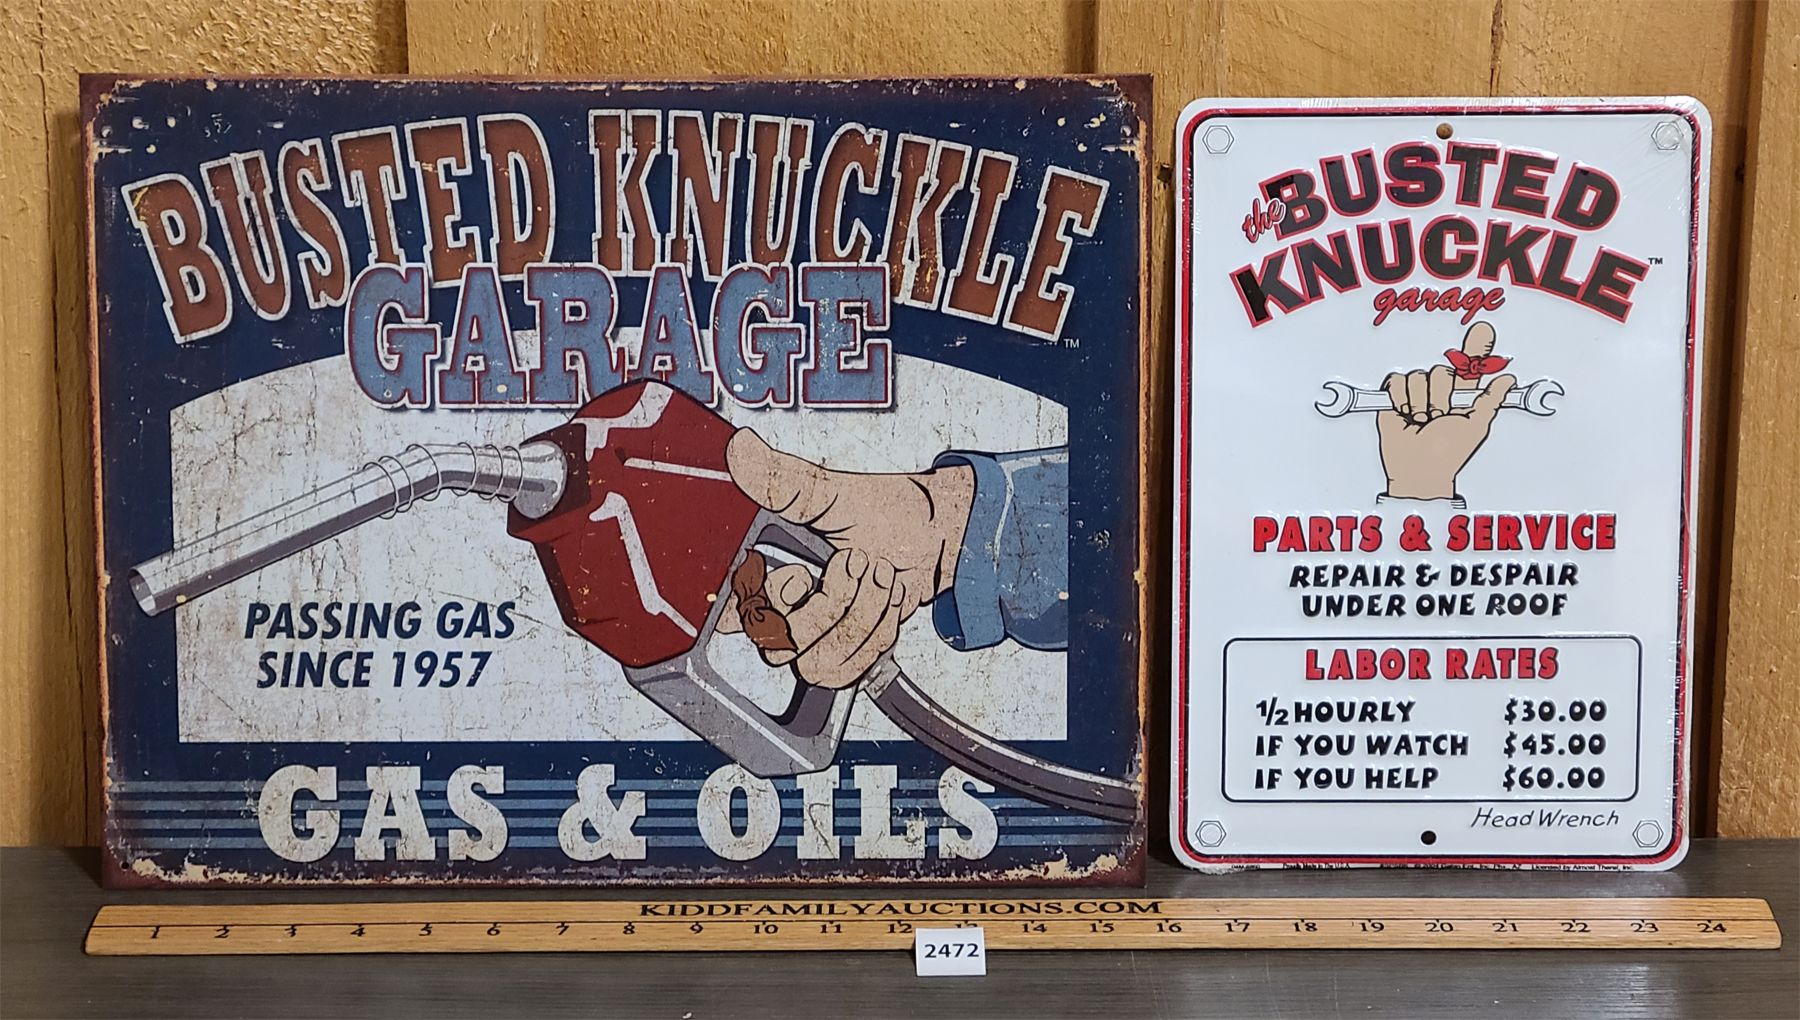 BUSTED KNUCKLE
GARAGE
TM
PASSING GAS
SINCE 1957
GAS & OILS
the BUSTED
KNUCKLE
TM
garage
PARTS & SERVICE
REPAIR & DESPAIR
UNDER ONE ROOF
LABOR RATES
1/2 HOURLY $30.00
IF YOU WATCH $45.00
IF YOU HELP $60.00
Head Wrench
KIDDFAMILYAUCTIONS.COM
1 2 3 4 5 6 7 8 9 10 11 12 13 14 15 16 17 18 19 20 21 22 23 24
2472